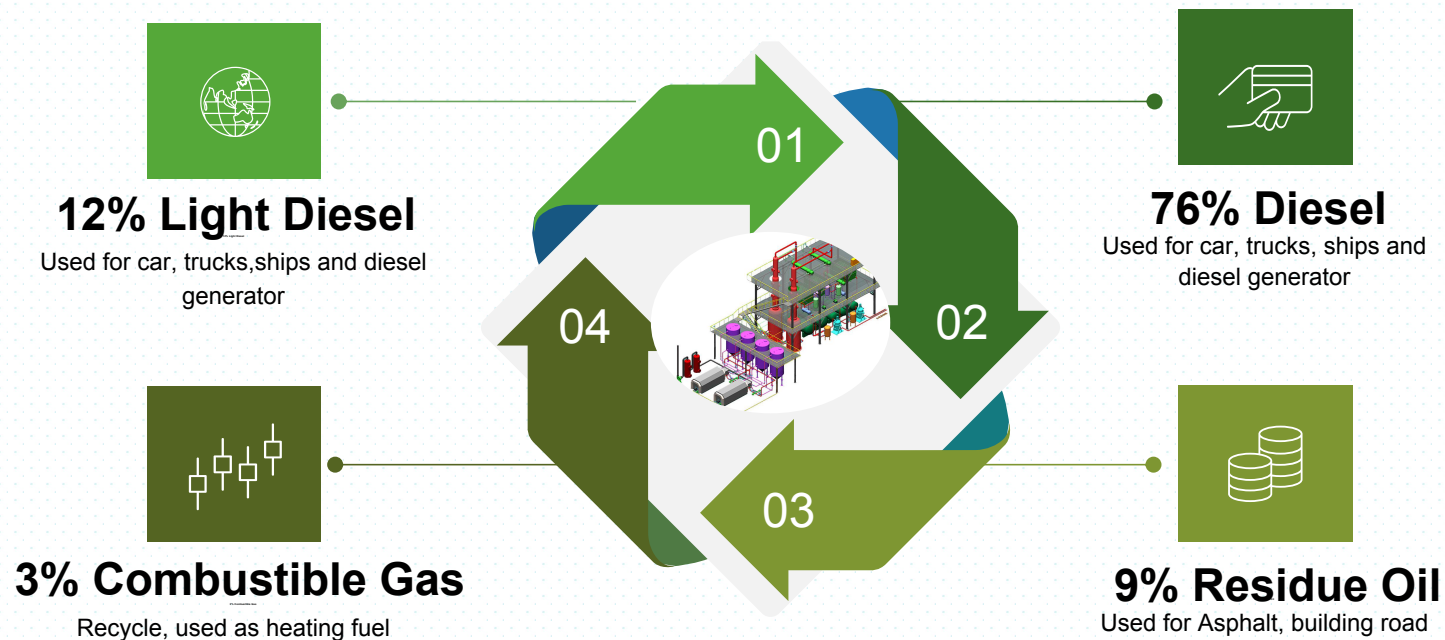 12% Light Diesel
Used for car, trucks,ships and diesel
generator
76% Diesel
Used for car, trucks, ships and
diesel generator
01
02
03
04
3% Combustible Gas
Recycle, used as heating fuel
9% Residue Oil
Used for Asphalt, building road